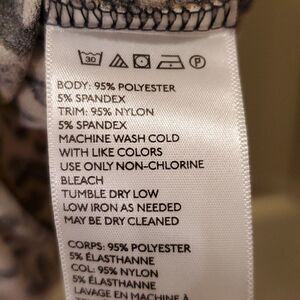 30 P
BODY: 95% POLYESTER
5% SPANDEX
TRIM: 95% NYLON
5% SPANDEX
MACHINE WASH COLD
WITH LIKE COLORS
USE ONLY NON-CHLORINE
BLEACH
TUMBLE DRY LOW
LOW IRON AS NEEDED
MAY BE DRY CLEANED
CORPS: 95% POLYESTER
5% ÉLASTHANNE
COL: 95% NYLON
5% ÉLASTHANNE
LAVAGE EN MACHINE À